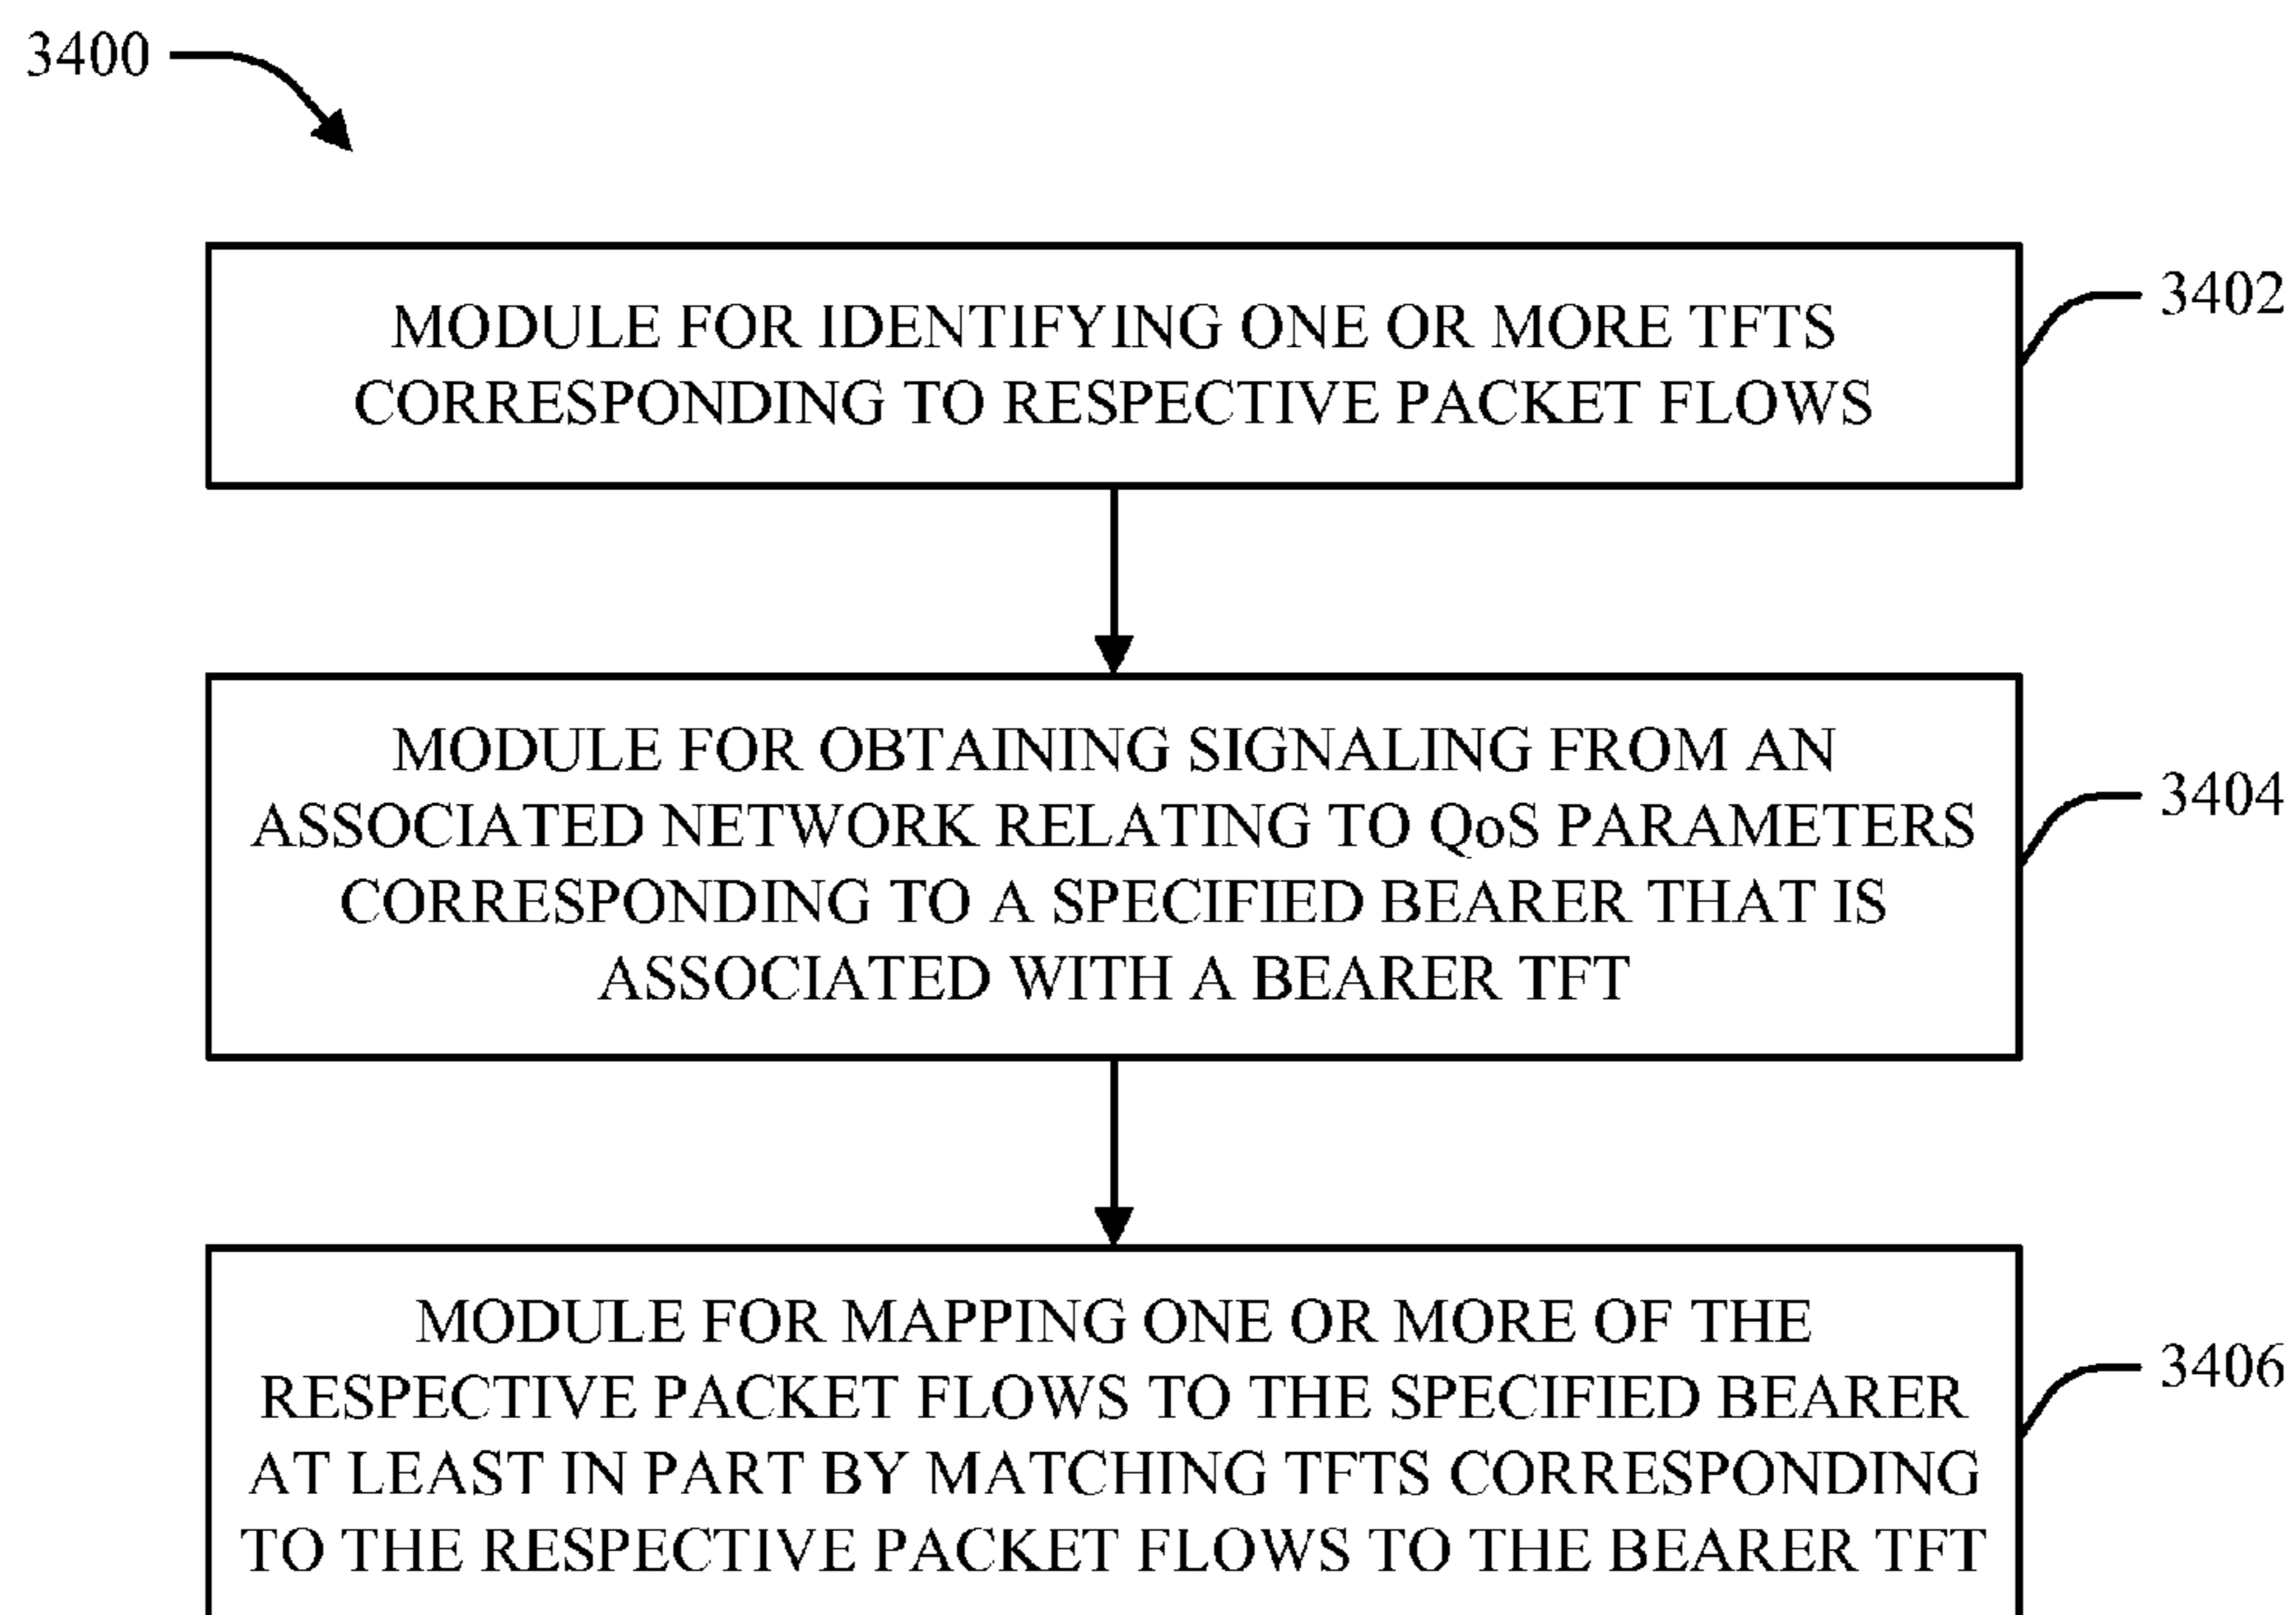 3400
MODULE FOR IDENTIFYING ONE OR MORE TFTS
CORRESPONDING TO RESPECTIVE PACKET FLOWS
3402
MODULE FOR OBTAINING SIGNALING FROM AN
ASSOCIATED NETWORK RELATING TO QoS PARAMETERS
CORRESPONDING TO A SPECIFIED BEARER THAT IS
ASSOCIATED WITH A BEARER TFT
3404
MODULE FOR MAPPING ONE OR MORE OF THE
RESPECTIVE PACKET FLOWS TO THE SPECIFIED BEARER
AT LEAST IN PART BY MATCHING TFTS CORRESPONDING
TO THE RESPECTIVE PACKET FLOWS TO THE BEARER TFT
3406